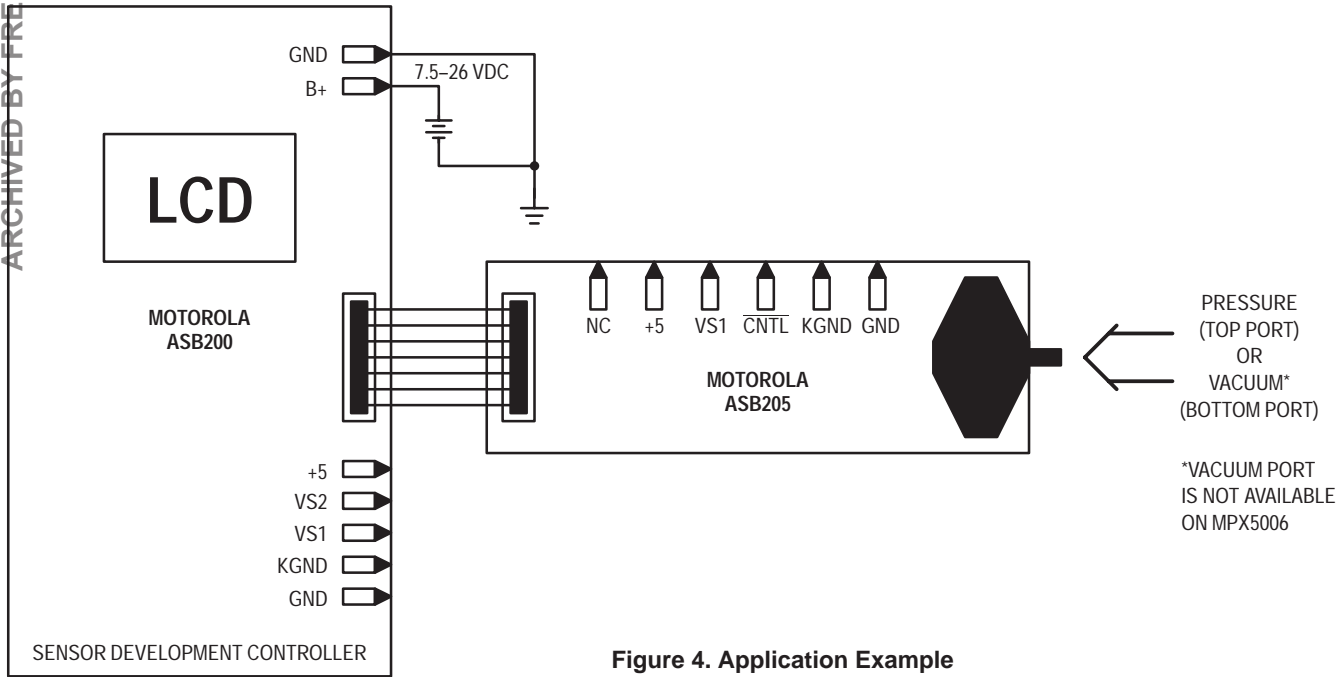 ARCHIVED BY FRE
GND
B+
7.5–26 VDC
LCD
MOTOROLA
ASB200
NC +5 VS1 CNTL KGND GND
MOTOROLA
ASB205
PRESSURE
(TOP PORT)
OR
VACUUM*
(BOTTOM PORT)
*VACUUM PORT
IS NOT AVAILABLE
ON MPX5006
+5
VS2
VS1
KGND
GND
SENSOR DEVELOPMENT CONTROLLER
Figure 4. Application Example